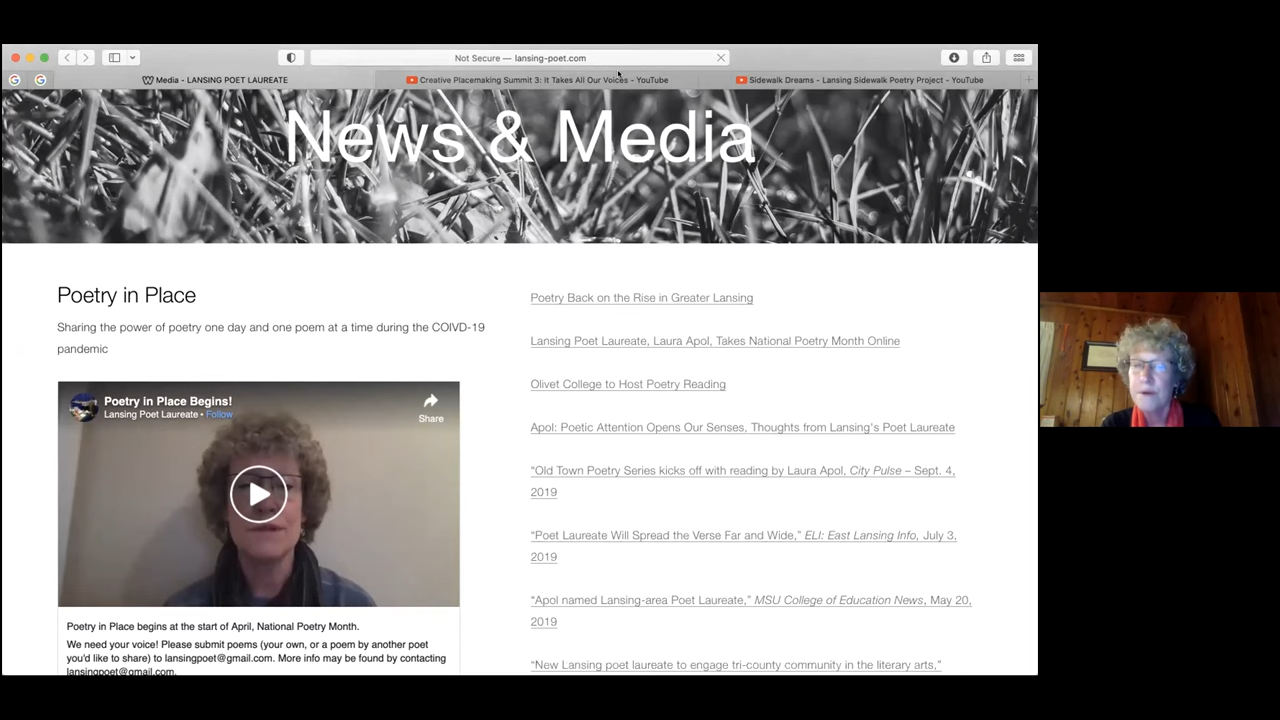 Not Secure — lansing-poet.com
Media - LANSING POET LAUREATE
Creative Placemaking Summit 3: It Takes All Our Voices - YouTube
Sidewalk Dreams - Lansing Sidewalk Poetry Project - YouTube
News & Media
Poetry in Place
Sharing the power of poetry one day and one poem at a time during the COIVD-19
pandemic
Poetry in Place Begins!
Lansing Poet Laureate • Follow
Share
Poetry in Place begins at the start of April, National Poetry Month.
We need your voice! Please submit poems (your own, or a poem by another poet
you'd like to share) to lansingpoet@gmail.com. More info may be found by contacting
lansingpoet@gmail.com.
Poetry Back on the Rise in Greater Lansing
Lansing Poet Laureate, Laura Apol, Takes National Poetry Month Online
Olivet College to Host Poetry Reading
Apol: Poetic Attention Opens Our Senses, Thoughts from Lansing's Poet Laureate
“Old Town Poetry Series kicks off with reading by Laura Apol, City Pulse – Sept. 4,
2019
“Poet Laureate Will Spread the Verse Far and Wide,” ELI: East Lansing Info, July 3,
2019
“Apol named Lansing-area Poet Laureate,” MSU College of Education News, May 20,
2019
“New Lansing poet laureate to engage tri-county community in the literary arts,”